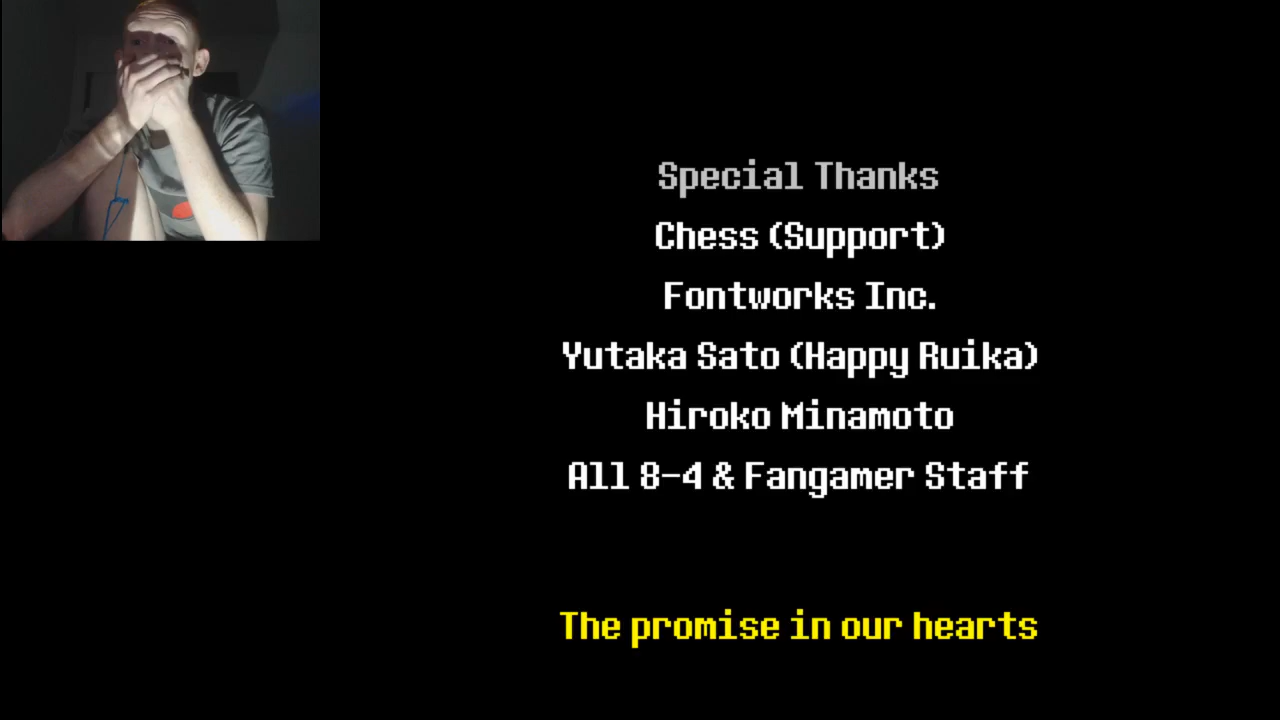 Special Thanks
Chess (Support)
Fontworks Inc.
Yutaka Sato (Happy Ruika)
Hiroko Minamoto
All 8-4 & Fangamer Staff
The promise in our hearts